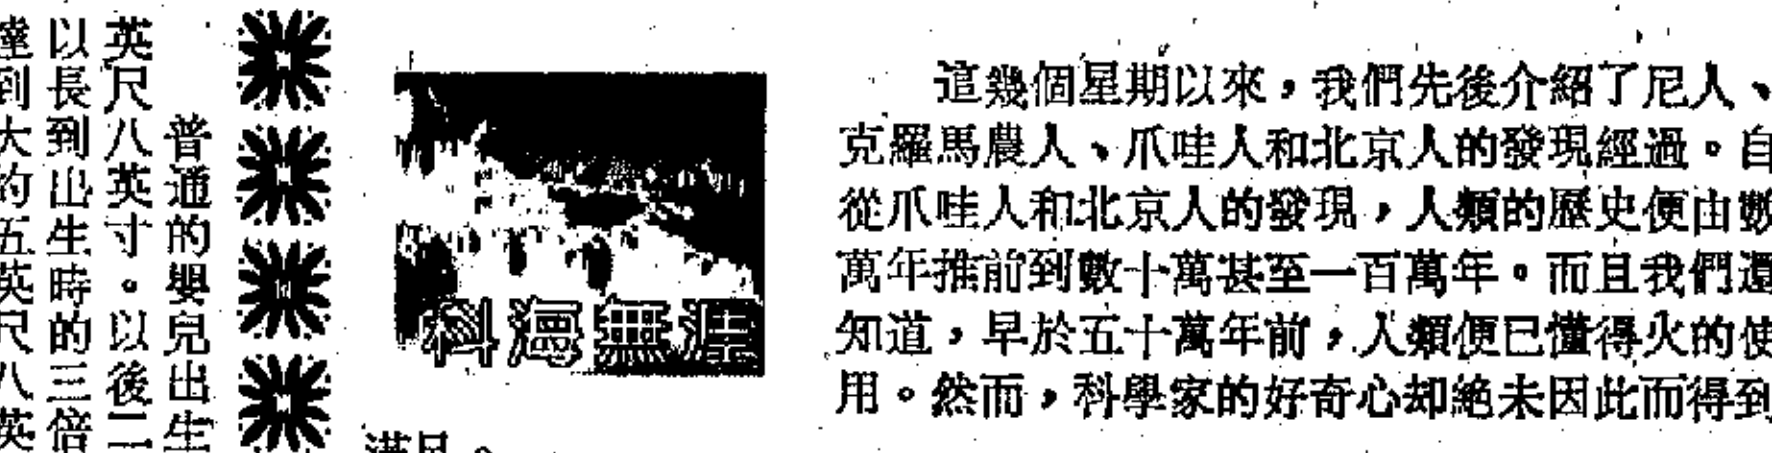 普通的嬰兒出生
英尺八英寸。以後二
以長到出生時的三倍
達到大約五英尺八英
科海無涯
這幾個星期以來，我們先後介紹了尼人、
克羅馬農人、爪哇人和北京人的發現經過。自
從爪哇人和北京人的發現，人類的歷史便由數
萬年推前到數十萬甚至一百萬年。而且我們還
知道，早於五十萬年前，人類便已懂得火的使
用。然而，科學家的好奇心却絶未因此而得到
滿足。